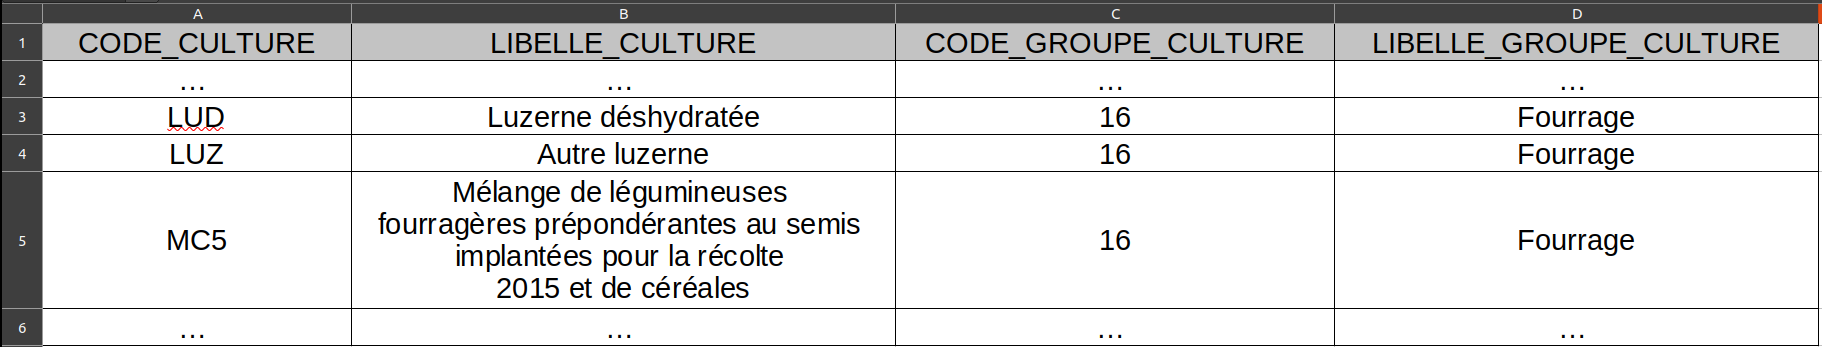 A B C D
1 CODE_CULTURE LIBELLE_CULTURE CODE_GROUPE_CULTURE LIBELLE_GROUPE_CULTURE
2 ... ... ... ...
3 LUD Luzerne déshydratée 16 Fourrage
4 LUZ Autre luzerne 16 Fourrage
5 MC5 Mélange de légumineuses
fourragères prépondérantes au semis
implantées pour la récolte
2015 et de céréales 16 Fourrage
6 ... ... ... ...